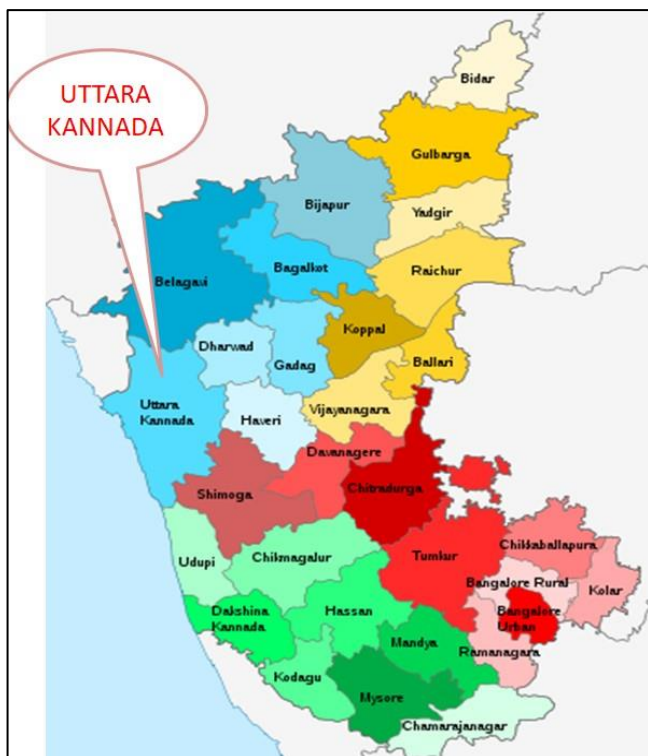 UTTARA
KANNADA
Bidar
Gulbarga
Bijapur
Yadgir
Bagalkot
Raichur
Belagavi
Koppal
Dharwad
Gadag
Ballari
Uttara
Kannada
Haveri
Vijayanagara
Davanagere
Shimoga
Chitradurga
Udupi
Chikmagalur
Tumkur
Chikkaballapura
Bangalore Rural
Kolar
Dakshina
Kannada
Hassan
Bangalore
Urban
Mandya
Ramanagara
Kodagu
Mysore
Chamarajanagar